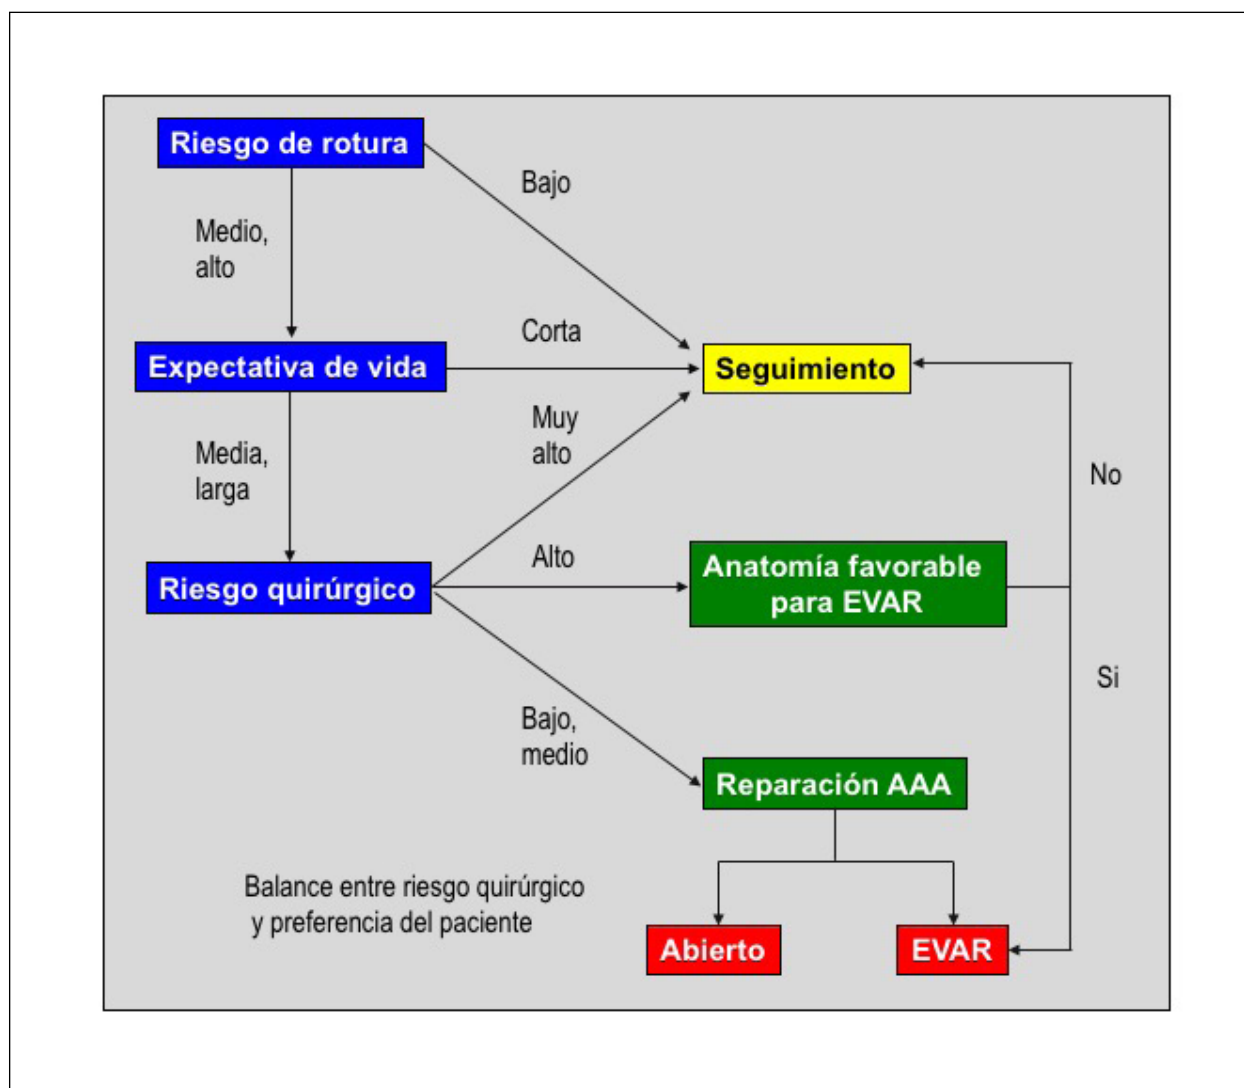 Riesgo de rotura
Bajo
Medio,
alto
Corta
Expectativa de vida
Seguimiento
Muy
alto
Media,
larga
No
Alto
Anatomía favorable
para EVAR
Riesgo quirúrgico
Si
Bajo,
medio
Reparación AAA
Balance entre riesgo quirúrgico
y preferencia del paciente
Abierto
EVAR